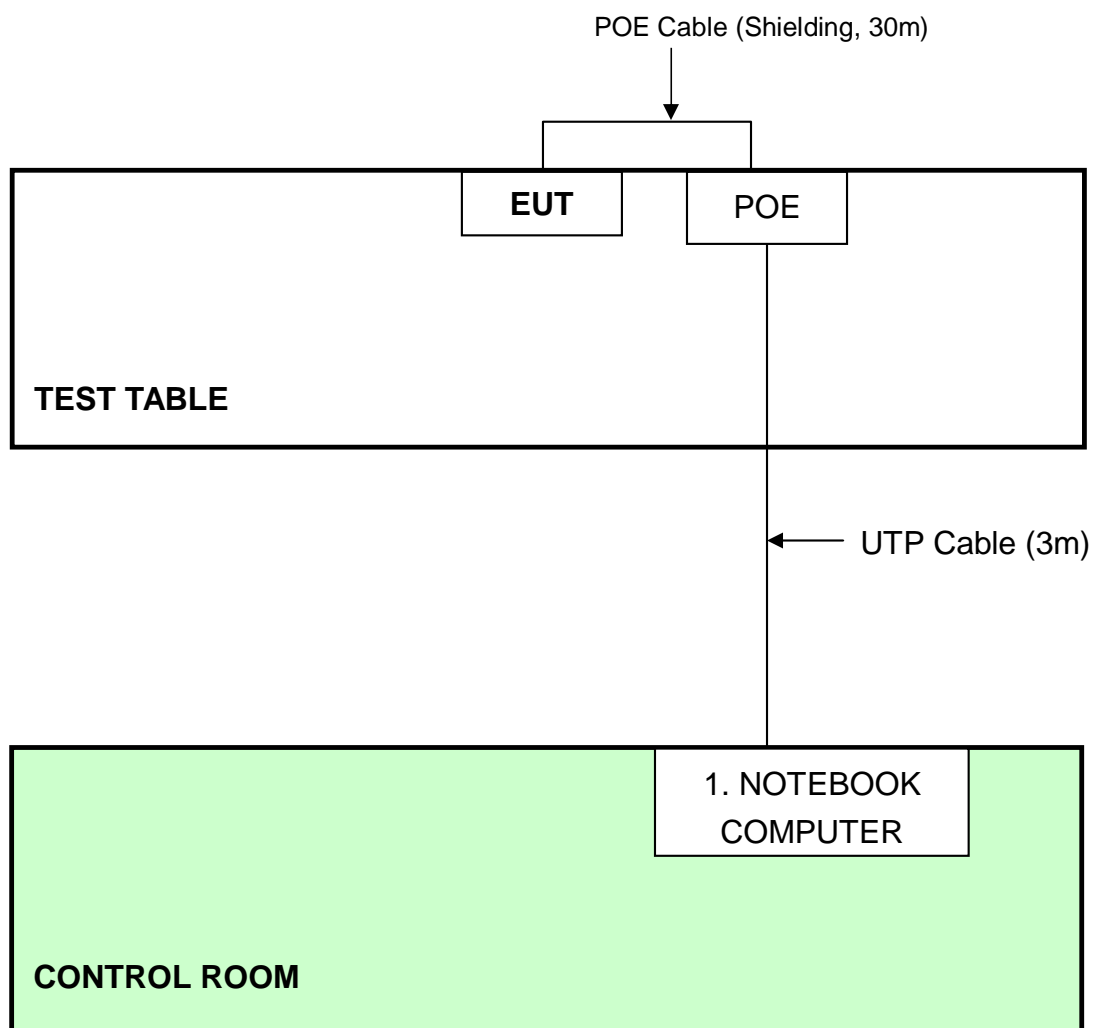 POE Cable (Shielding, 30m)
EUT
POE
TEST TABLE
UTP Cable (3m)
1. NOTEBOOK
COMPUTER
CONTROL ROOM